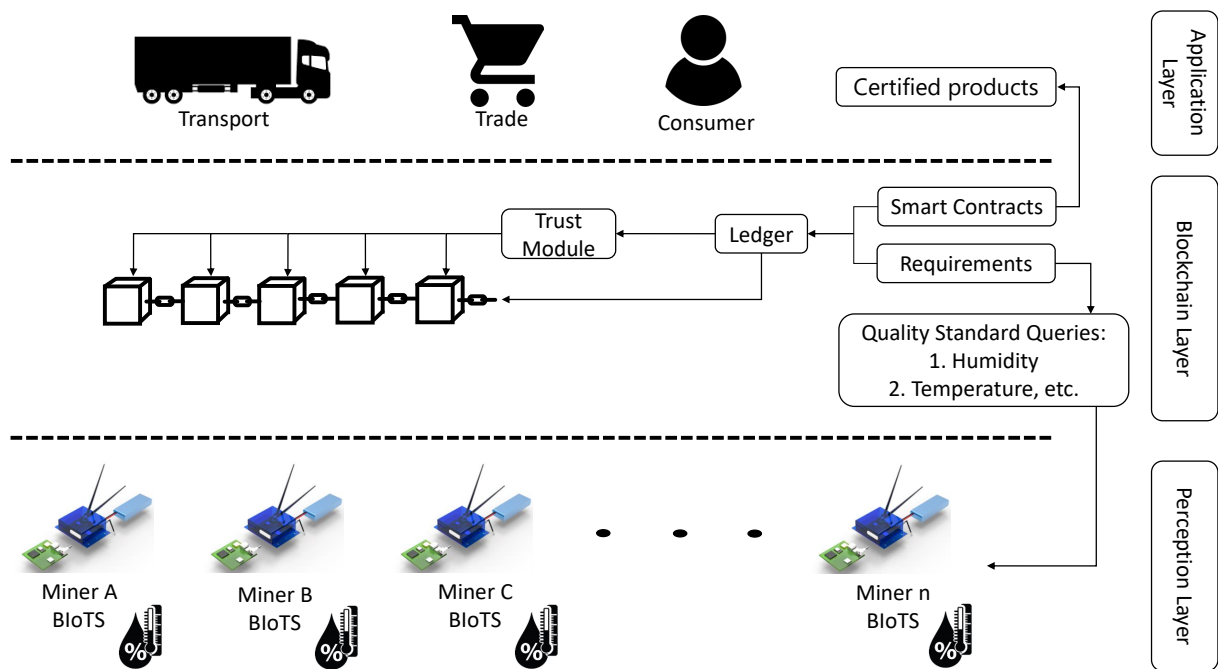 Transport
Trade
Consumer
Certified products
Application
Layer
Smart Contracts
Trust
Module
Ledger
Requirements
Quality Standard Queries:
1. Humidity
2. Temperature, etc.
Blockchain Layer
Miner A
BIoTS
%
Miner B
BIoTS
%
Miner C
BIoTS
%
Miner n
BIoTS
%
Perception Layer